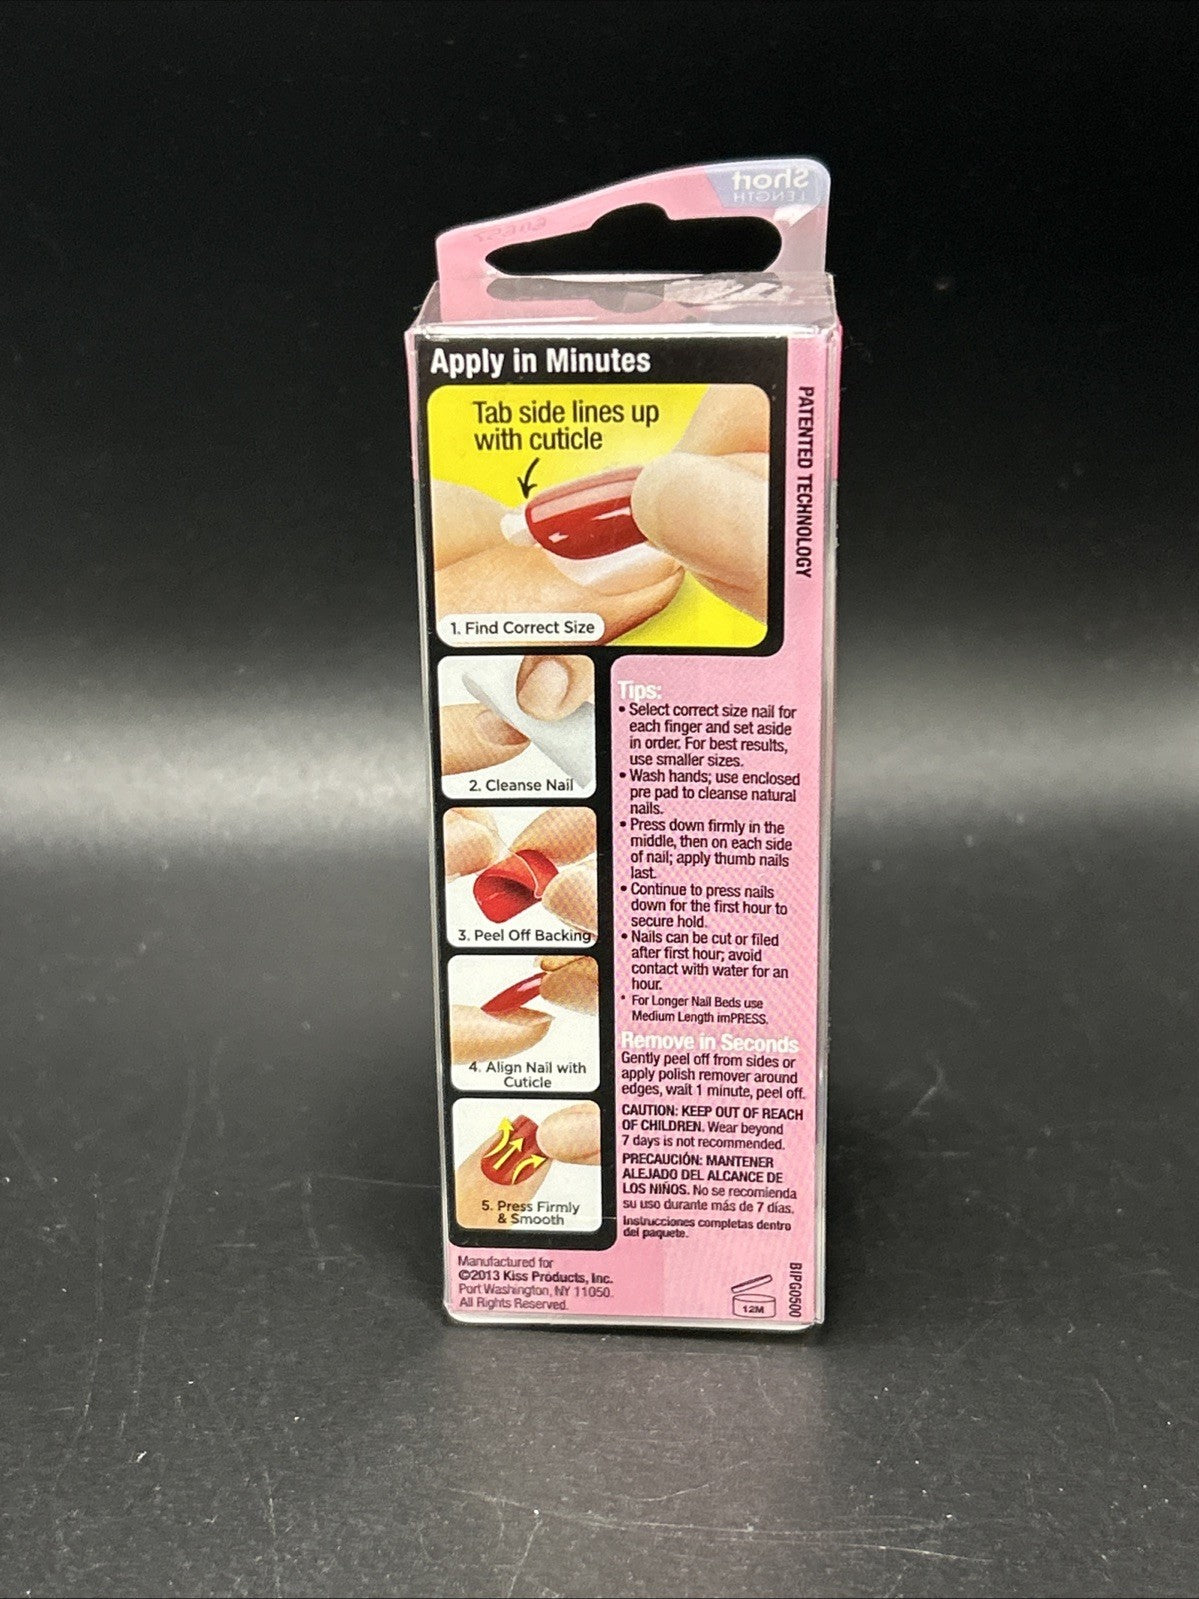 Short
LENGTH
Apply in Minutes
Tab side lines up
with cuticle
1. Find Correct Size
2. Cleanse Nail
3. Peel Off Backing
4. Align Nail with
Cuticle
5. Press Firmly
& Smooth
PATENTED TECHNOLOGY
Tips:
• Select correct size nail for
each finger and set aside
in order. For best results,
use smaller sizes.
• Wash hands; use enclosed
pre pad to cleanse natural
nails.
• Press down firmly in the
middle, then on each side
of nail; apply thumb nails
last.
• Continue to press nails
down for the first hour to
secure hold.
• Nails can be cut or filed
after first hour; avoid
contact with water for an
hour.
• For Longer Nail Beds use
Medium Length imPRESS.
Remove in Seconds
Gently peel off from sides or
apply polish remover around
edges, wait 1 minute, peel off.
CAUTION: KEEP OUT OF REACH
OF CHILDREN. Wear beyond
7 days is not recommended.
PRECAUCIÓN: MANTENER
ALEJADO DEL ALCANCE DE
LOS NIÑOS. No se recomienda
su uso durante más de 7 días.
Instrucciones completas dentro
del paquete.
Manufactured for
©2013 Kiss Products, Inc.
Port Washington, NY 11050.
All Rights Reserved.
12M
BIPG0500